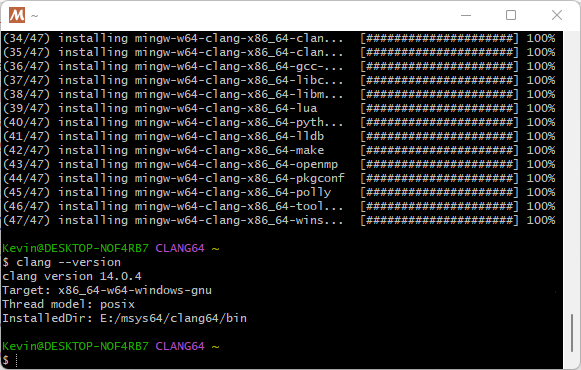 ~
(34/47) installing mingw-w64-clang-x86_64-clan... [#####################] 100%
(35/47) installing mingw-w64-clang-x86_64-clan... [#####################] 100%
(36/47) installing mingw-w64-clang-x86_64-gcc-... [#####################] 100%
(37/47) installing mingw-w64-clang-x86_64-libc... [#####################] 100%
(38/47) installing mingw-w64-clang-x86_64-libm... [#####################] 100%
(39/47) installing mingw-w64-clang-x86_64-lua [#####################] 100%
(40/47) installing mingw-w64-clang-x86_64-pyth... [#####################] 100%
(41/47) installing mingw-w64-clang-x86_64-lldb [#####################] 100%
(42/47) installing mingw-w64-clang-x86_64-make [#####################] 100%
(43/47) installing mingw-w64-clang-x86_64-openmp [#####################] 100%
(44/47) installing mingw-w64-clang-x86_64-pkgconf [#####################] 100%
(45/47) installing mingw-w64-clang-x86_64-polly [#####################] 100%
(46/47) installing mingw-w64-clang-x86_64-tool... [#####################] 100%
(47/47) installing mingw-w64-clang-x86_64-wins... [#####################] 100%
Kevin@DESKTOP-NOF4RB7 CLANG64 ~
$ clang --version
clang version 14.0.4
Target: x86_64-w64-windows-gnu
Thread model: posix
InstalledDir: E:/msys64/clang64/bin
Kevin@DESKTOP-NOF4RB7 CLANG64 ~
$